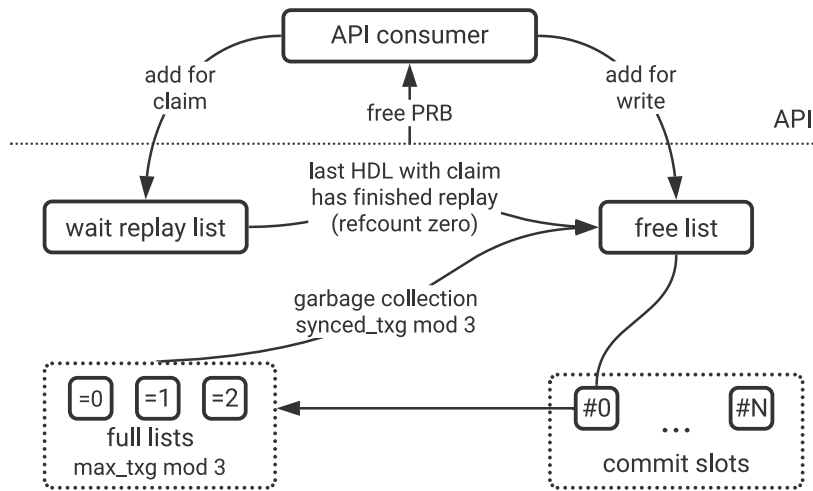 API consumer
add for
claim
free PRB
add for
write
API
last HDL with claim
has finished replay
(refcount zero)
wait replay list
free list
garbage collection
synced_txg mod 3
=0 =1 =2
full lists
max_txg mod 3
#0 ... #N
commit slots